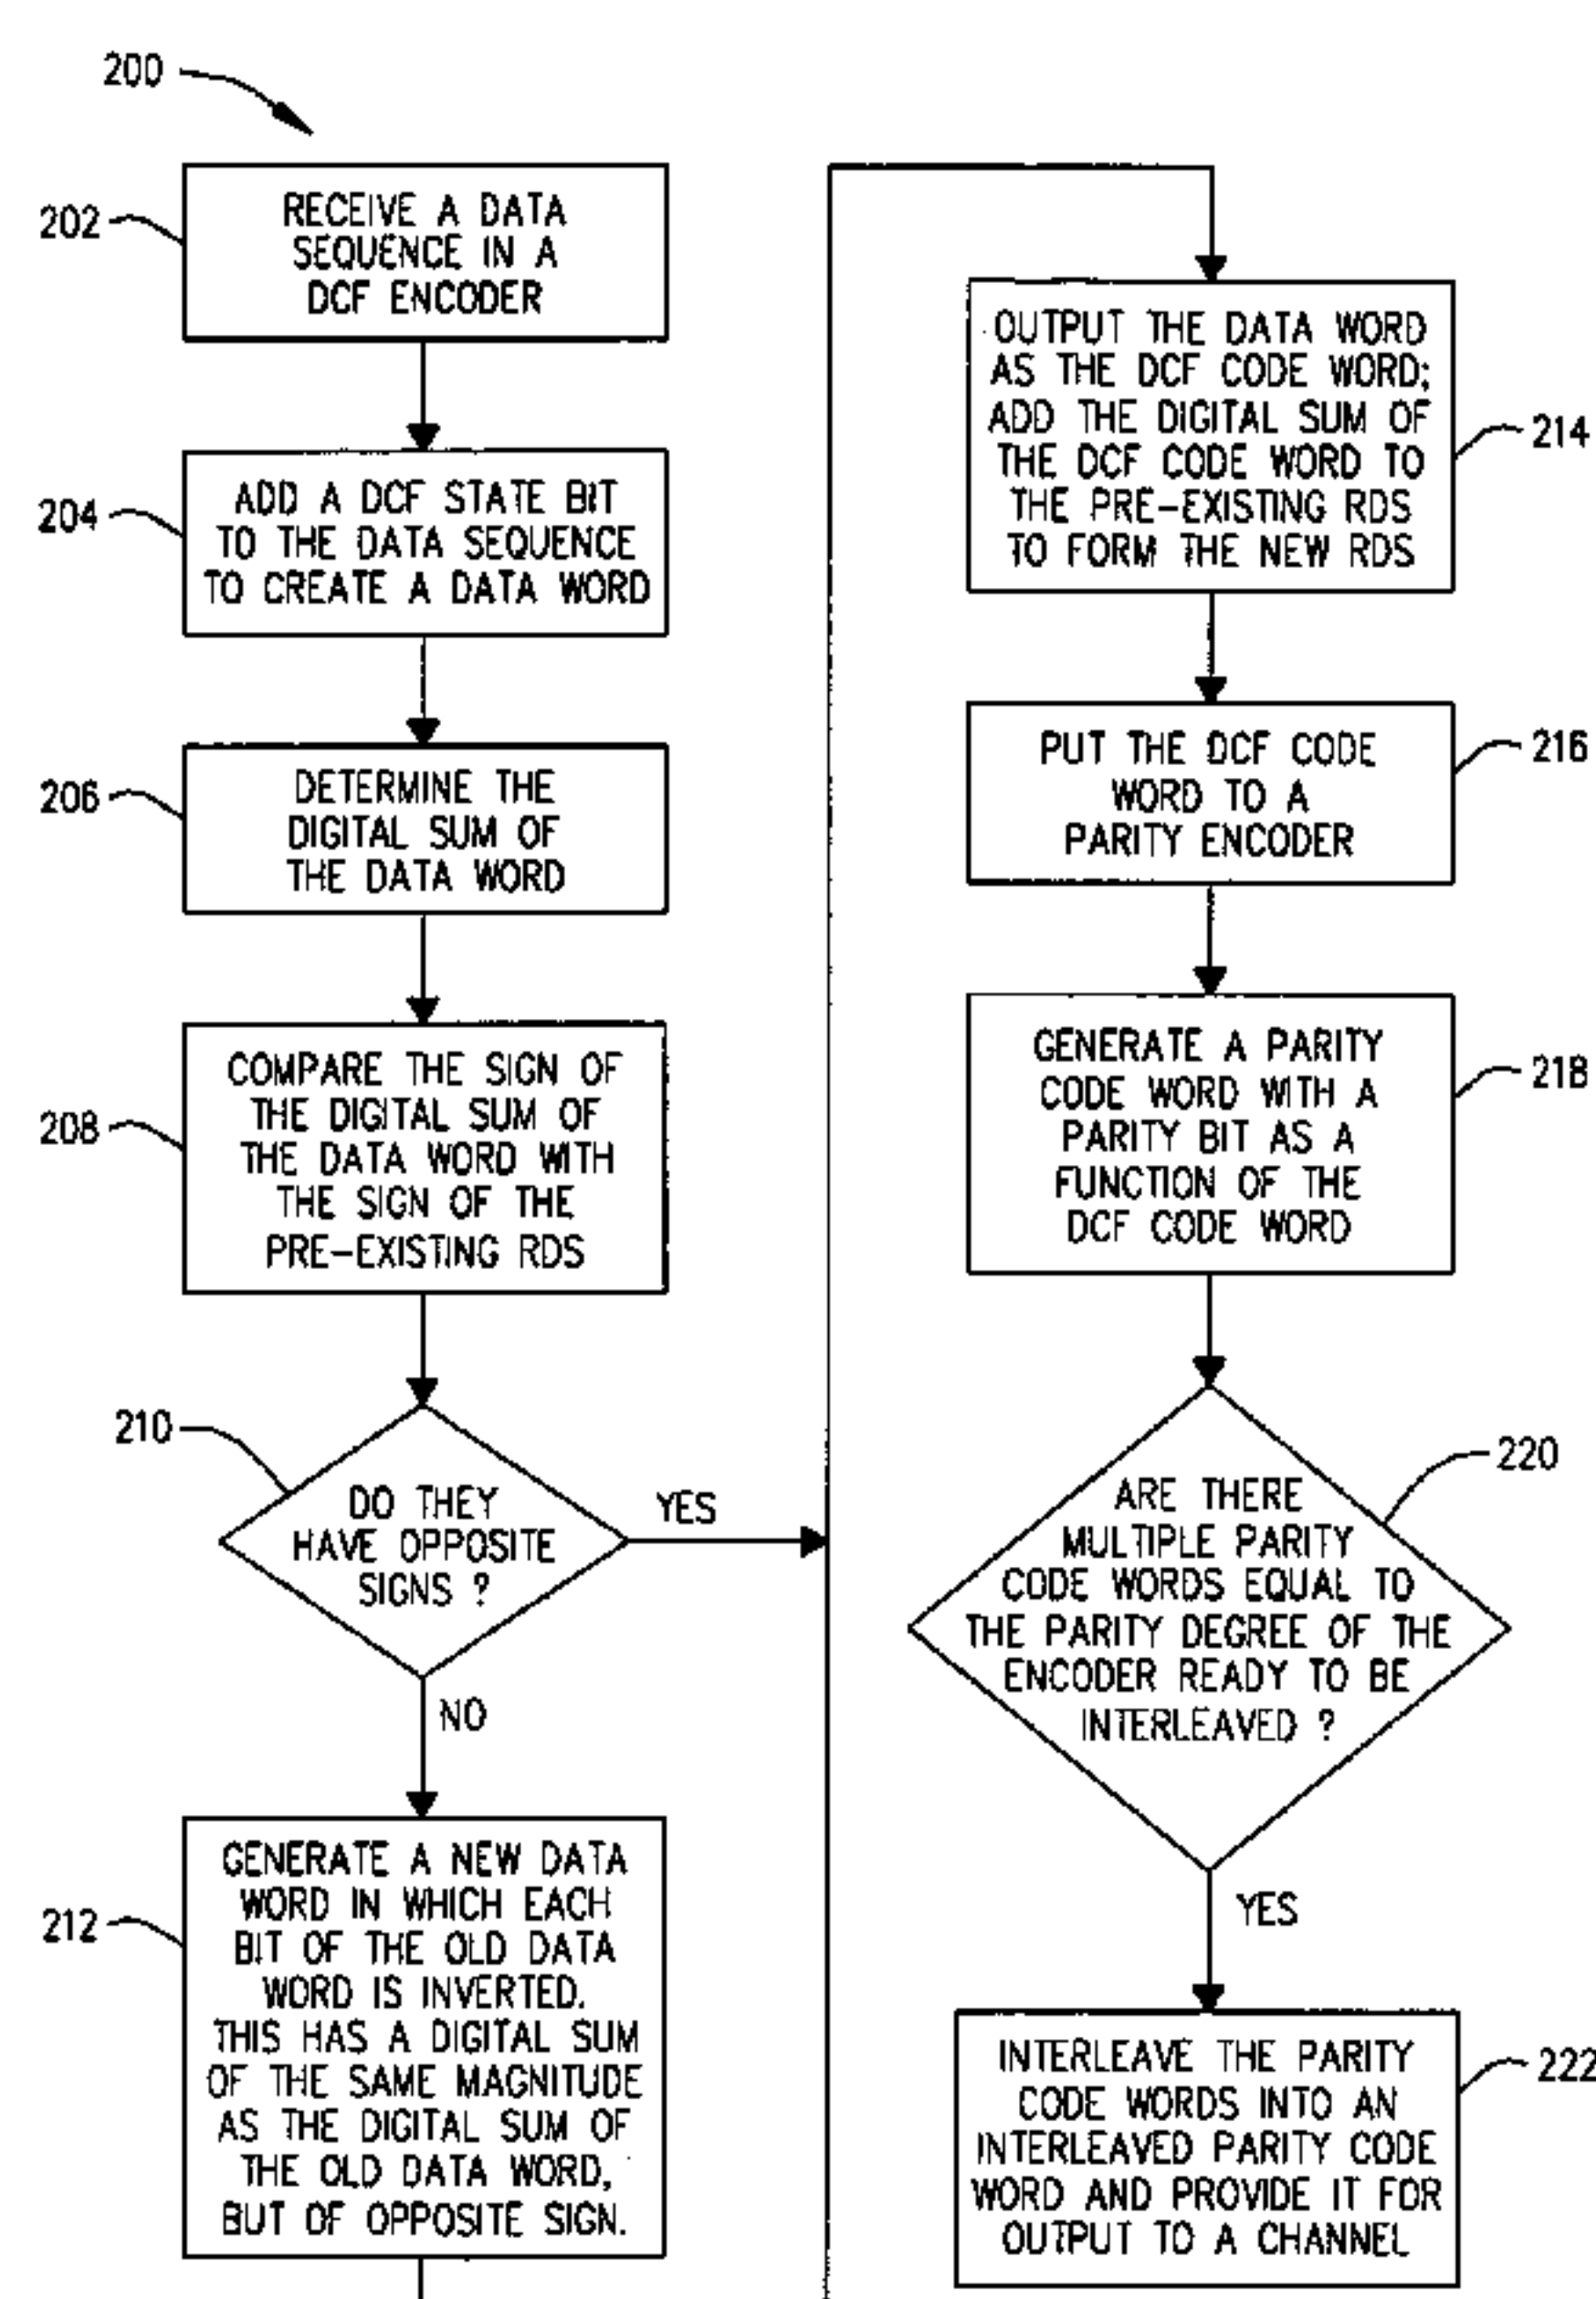 200
202
RECEIVE A DATA
SEQUENCE IN A
DCF ENCODER
204
ADD A DCF STATE BIT
TO THE DATA SEQUENCE
TO CREATE A DATA WORD
206
DETERMINE THE
DIGITAL SUM OF
THE DATA WORD
208
COMPARE THE SIGN OF
THE DIGITAL SUM OF
THE DATA WORD WITH
THE SIGN OF THE
PRE-EXISTING RDS
210
DO THEY
HAVE OPPOSITE
SIGNS ?
YES
NO
212
GENERATE A NEW DATA
WORD IN WHICH EACH
BIT OF THE OLD DATA
WORD IS INVERTED.
THIS HAS A DIGITAL SUM
OF THE SAME MAGNITUDE
AS THE DIGITAL SUM OF
THE OLD DATA WORD,
BUT OF OPPOSITE SIGN.
OUTPUT THE DATA WORD
AS THE DCF CODE WORD;
ADD THE DIGITAL SUM OF
THE DCF CODE WORD TO
THE PRE-EXISTING RDS
TO FORM THE NEW RDS
214
PUT THE DCF CODE
WORD TO A
PARITY ENCODER
216
GENERATE A PARITY
CODE WORD WITH A
PARITY BIT AS A
FUNCTION OF THE
DCF CODE WORD
218
220
ARE THERE
MULTIPLE PARITY
CODE WORDS EQUAL TO
THE PARITY DEGREE OF THE
ENCODER READY TO BE
INTERLEAVED ?
YES
INTERLEAVE THE PARITY
CODE WORDS INTO AN
INTERLEAVED PARITY CODE
WORD AND PROVIDE IT FOR
OUTPUT TO A CHANNEL
222